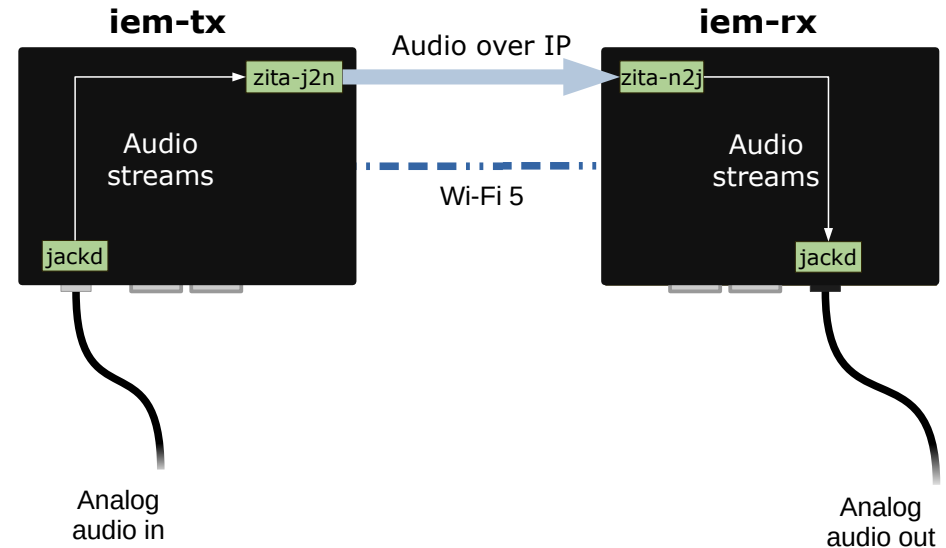 iem-tx
iem-rx
Audio over IP
zita-j2n
zita-n2j
Audio
streams
Audio
streams
Wi-Fi 5
jackd
jackd
Analog
audio in
Analog
audio out